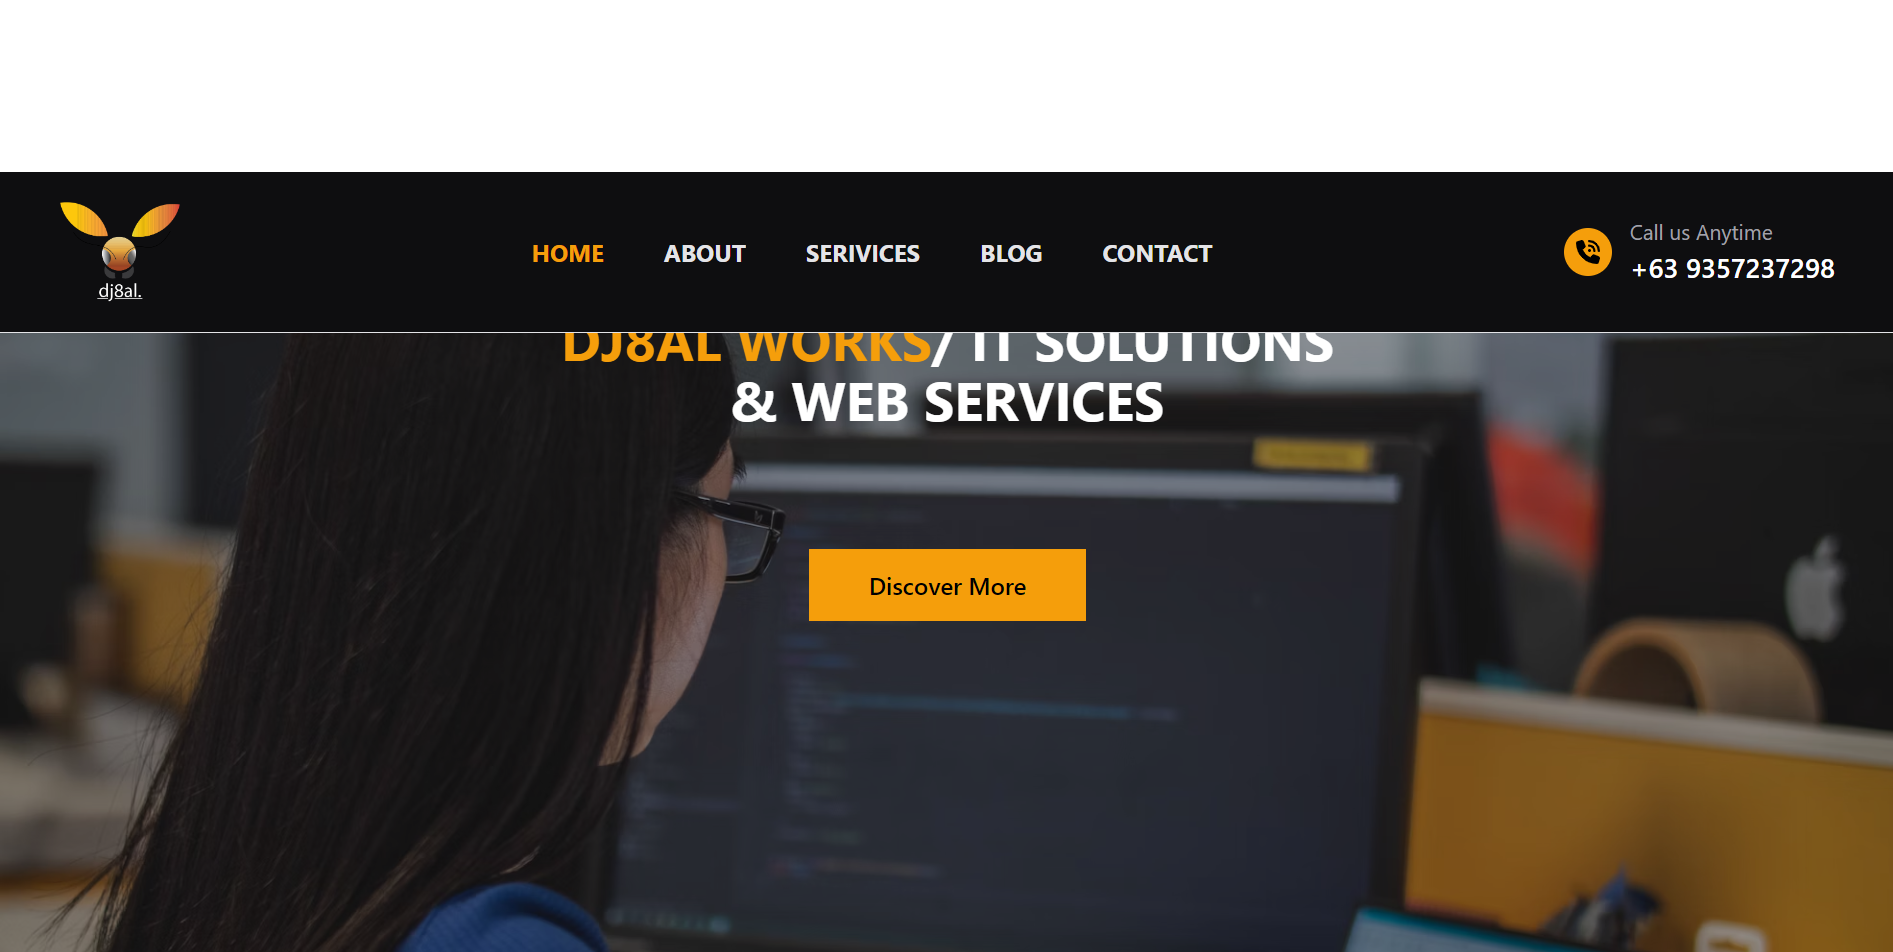 dj8al.
HOME ABOUT SERIVICES BLOG CONTACT
Call us Anytime
+63 9357237298
DJ8AL WORKS/ IT SOLUTIONS
& WEB SERVICES
Discover More